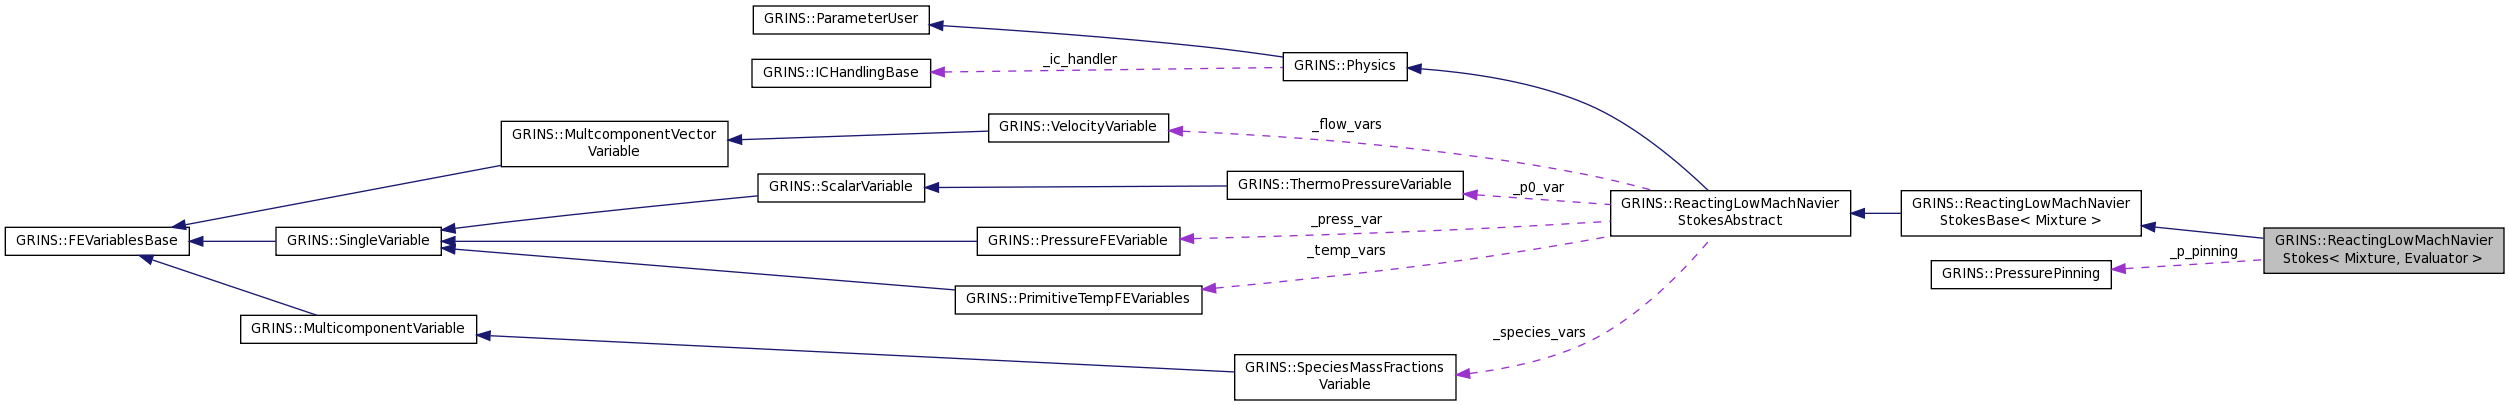 GRINS::ParameterUser
_ic_handler
GRINS::ICHandlingBase
GRINS::Physics
GRINS::MultcomponentVector
Variable
GRINS::VelocityVariable
_flow_vars
GRINS::ScalarVariable
GRINS::ThermoPressureVariable
_p0_var
GRINS::ReactingLowMachNavier
StokesAbstract
GRINS::ReactingLowMachNavier
StokesBase< Mixture >
GRINS::FEVariablesBase
GRINS::SingleVariable
GRINS::PressureFEVariable
_press_var
_temp_vars
GRINS::ReactingLowMachNavier
Stokes< Mixture, Evaluator >
_p_pinning
GRINS::PressurePinning
GRINS::PrimitiveTempFEVariables
GRINS::MulticomponentVariable
_species_vars
GRINS::SpeciesMassFractions
Variable